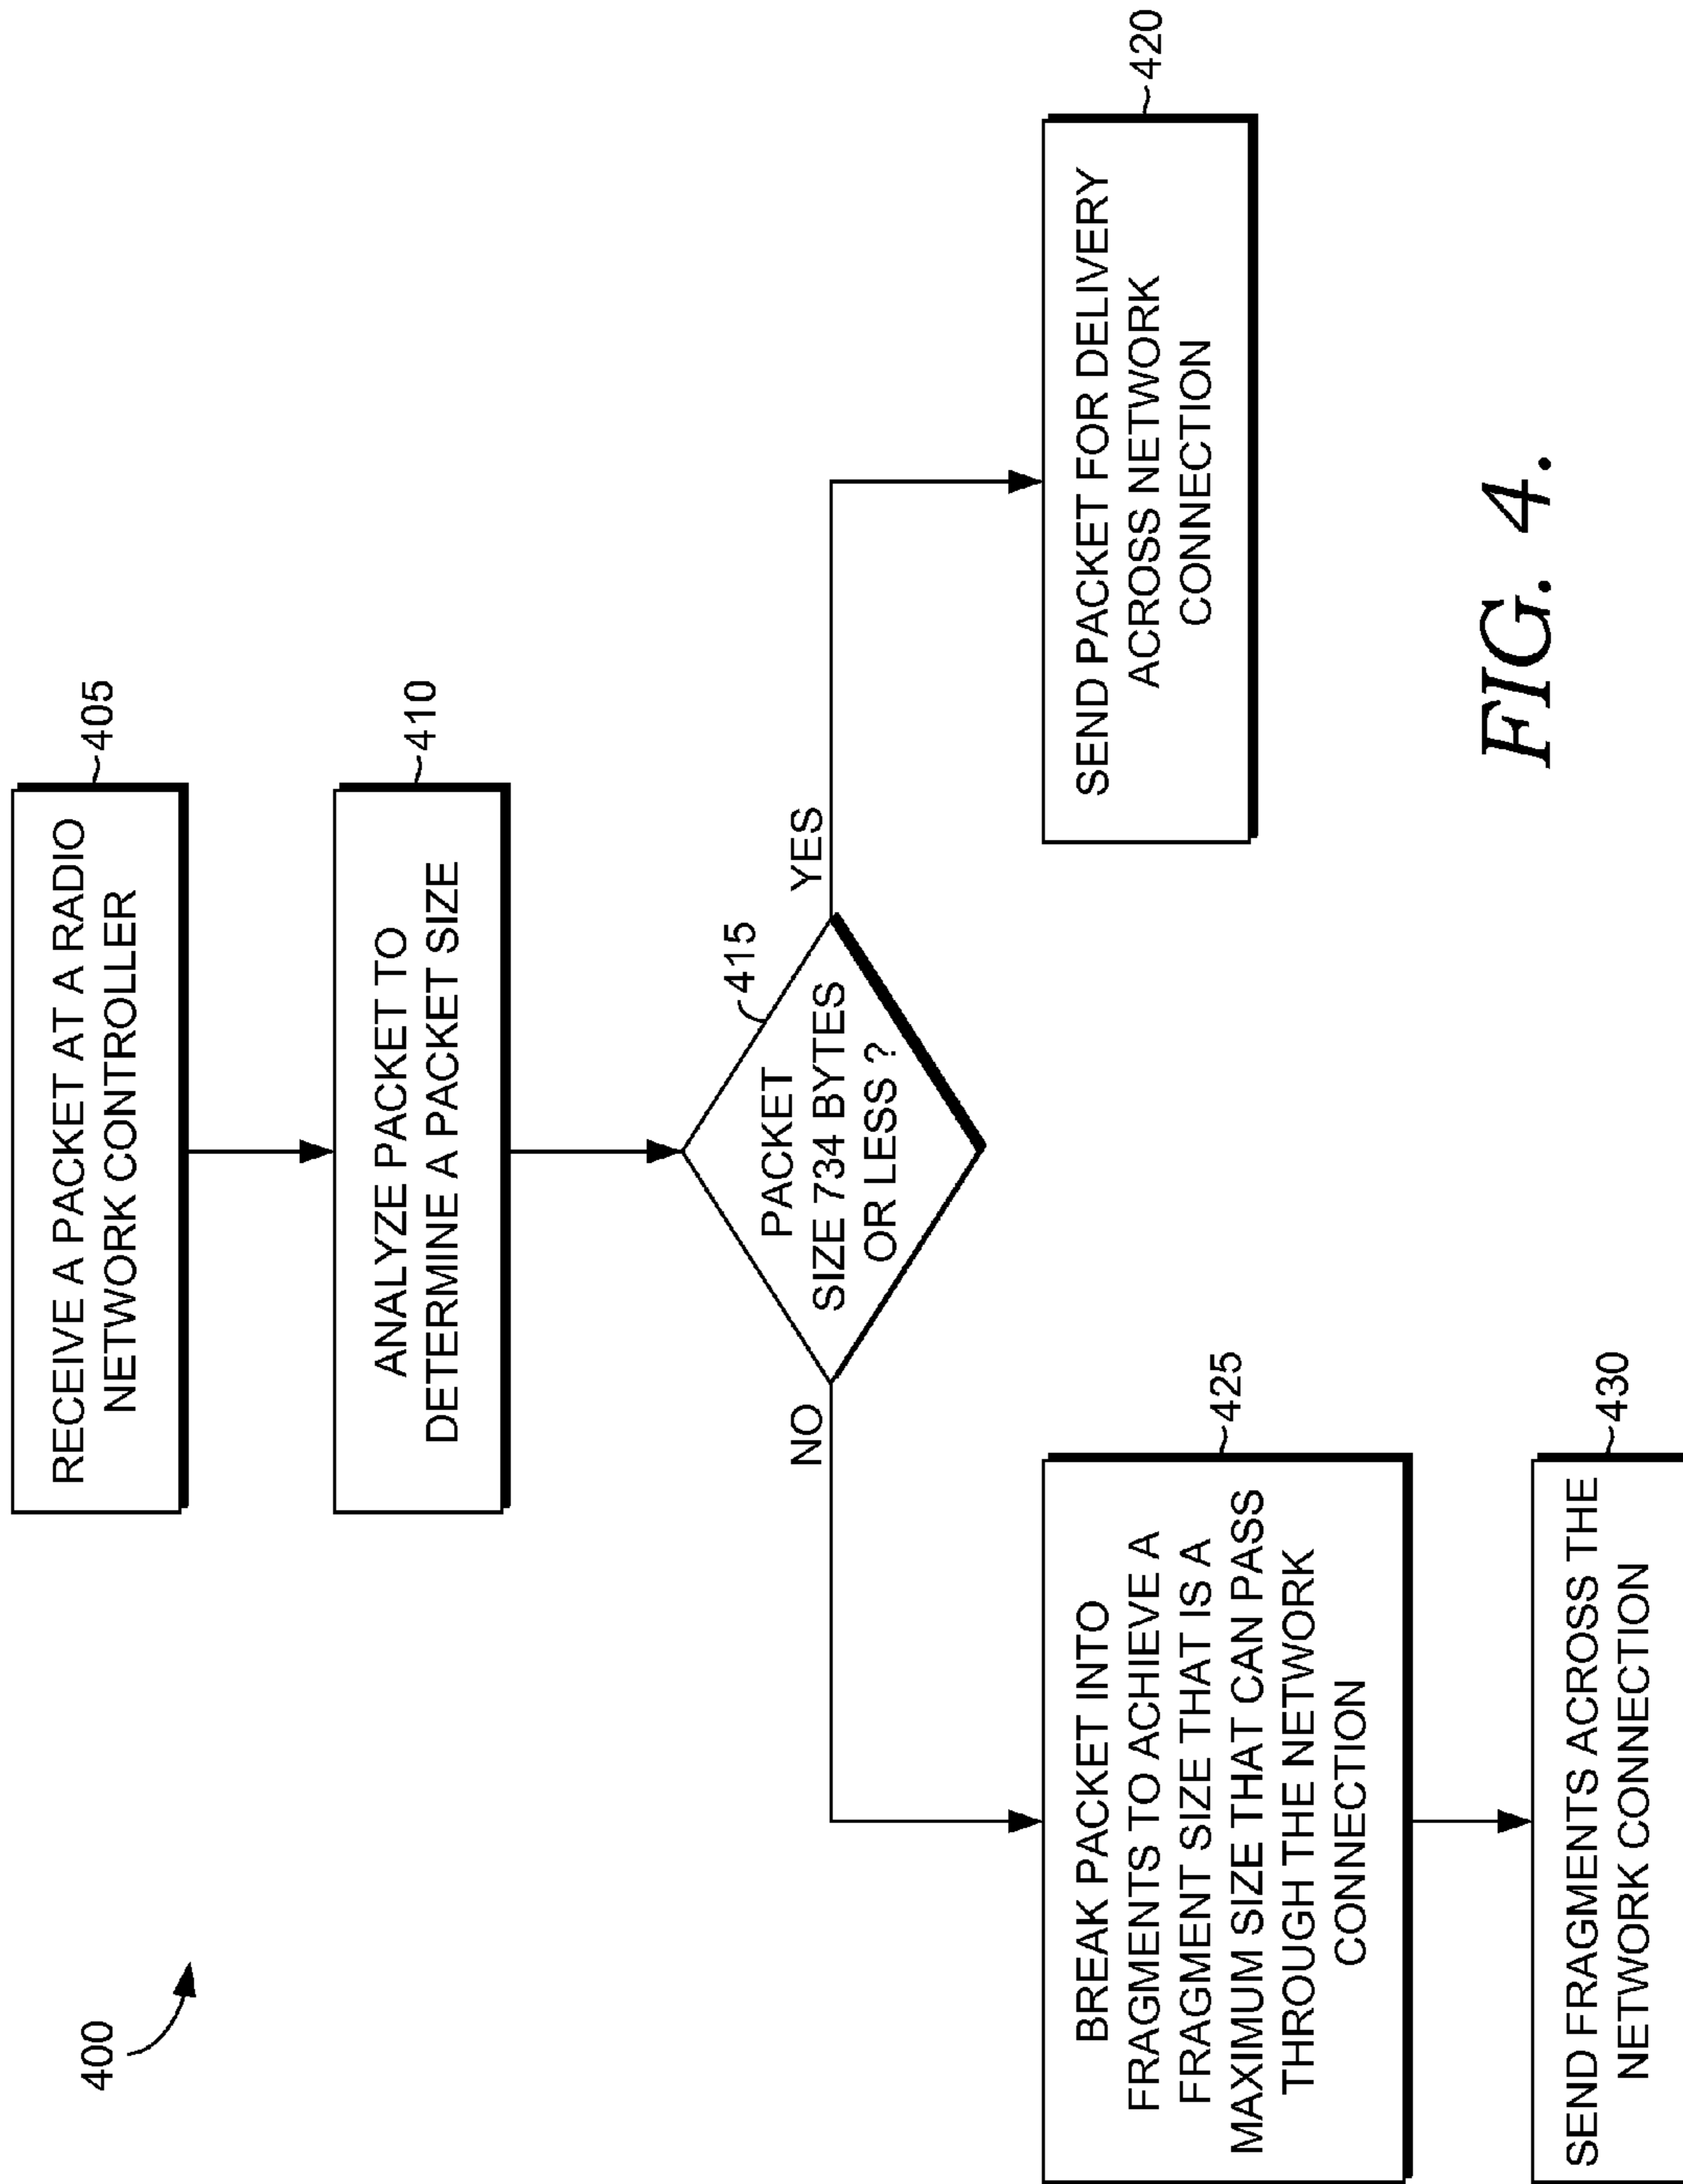 400
RECEIVE A PACKET AT A RADIO
NETWORK CONTROLLER
405
ANALYZE PACKET TO
DETERMINE A PACKET SIZE
410
PACKET
SIZE 734 BYTES
OR LESS ?
415
NO
YES
BREAK PACKET INTO
FRAGMENTS TO ACHIEVE A
FRAGMENT SIZE THAT IS A
MAXIMUM SIZE THAT CAN PASS
THROUGH THE NETWORK
CONNECTION
425
SEND PACKET FOR DELIVERY
ACROSS NETWORK
CONNECTION
420
SEND FRAGMENTS ACROSS THE
NETWORK CONNECTION
430
FIG. 4.